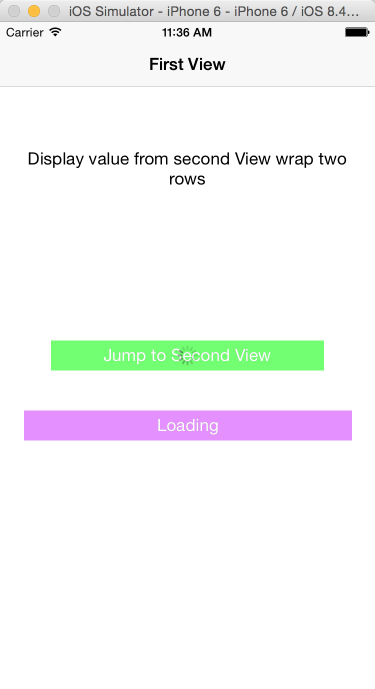 iOS Simulator - iPhone 6 - iPhone 6 / iOS 8.4…
Carrier 11:36 AM
First View
Display value from second View wrap two
rows
Jump to Second View
Loading